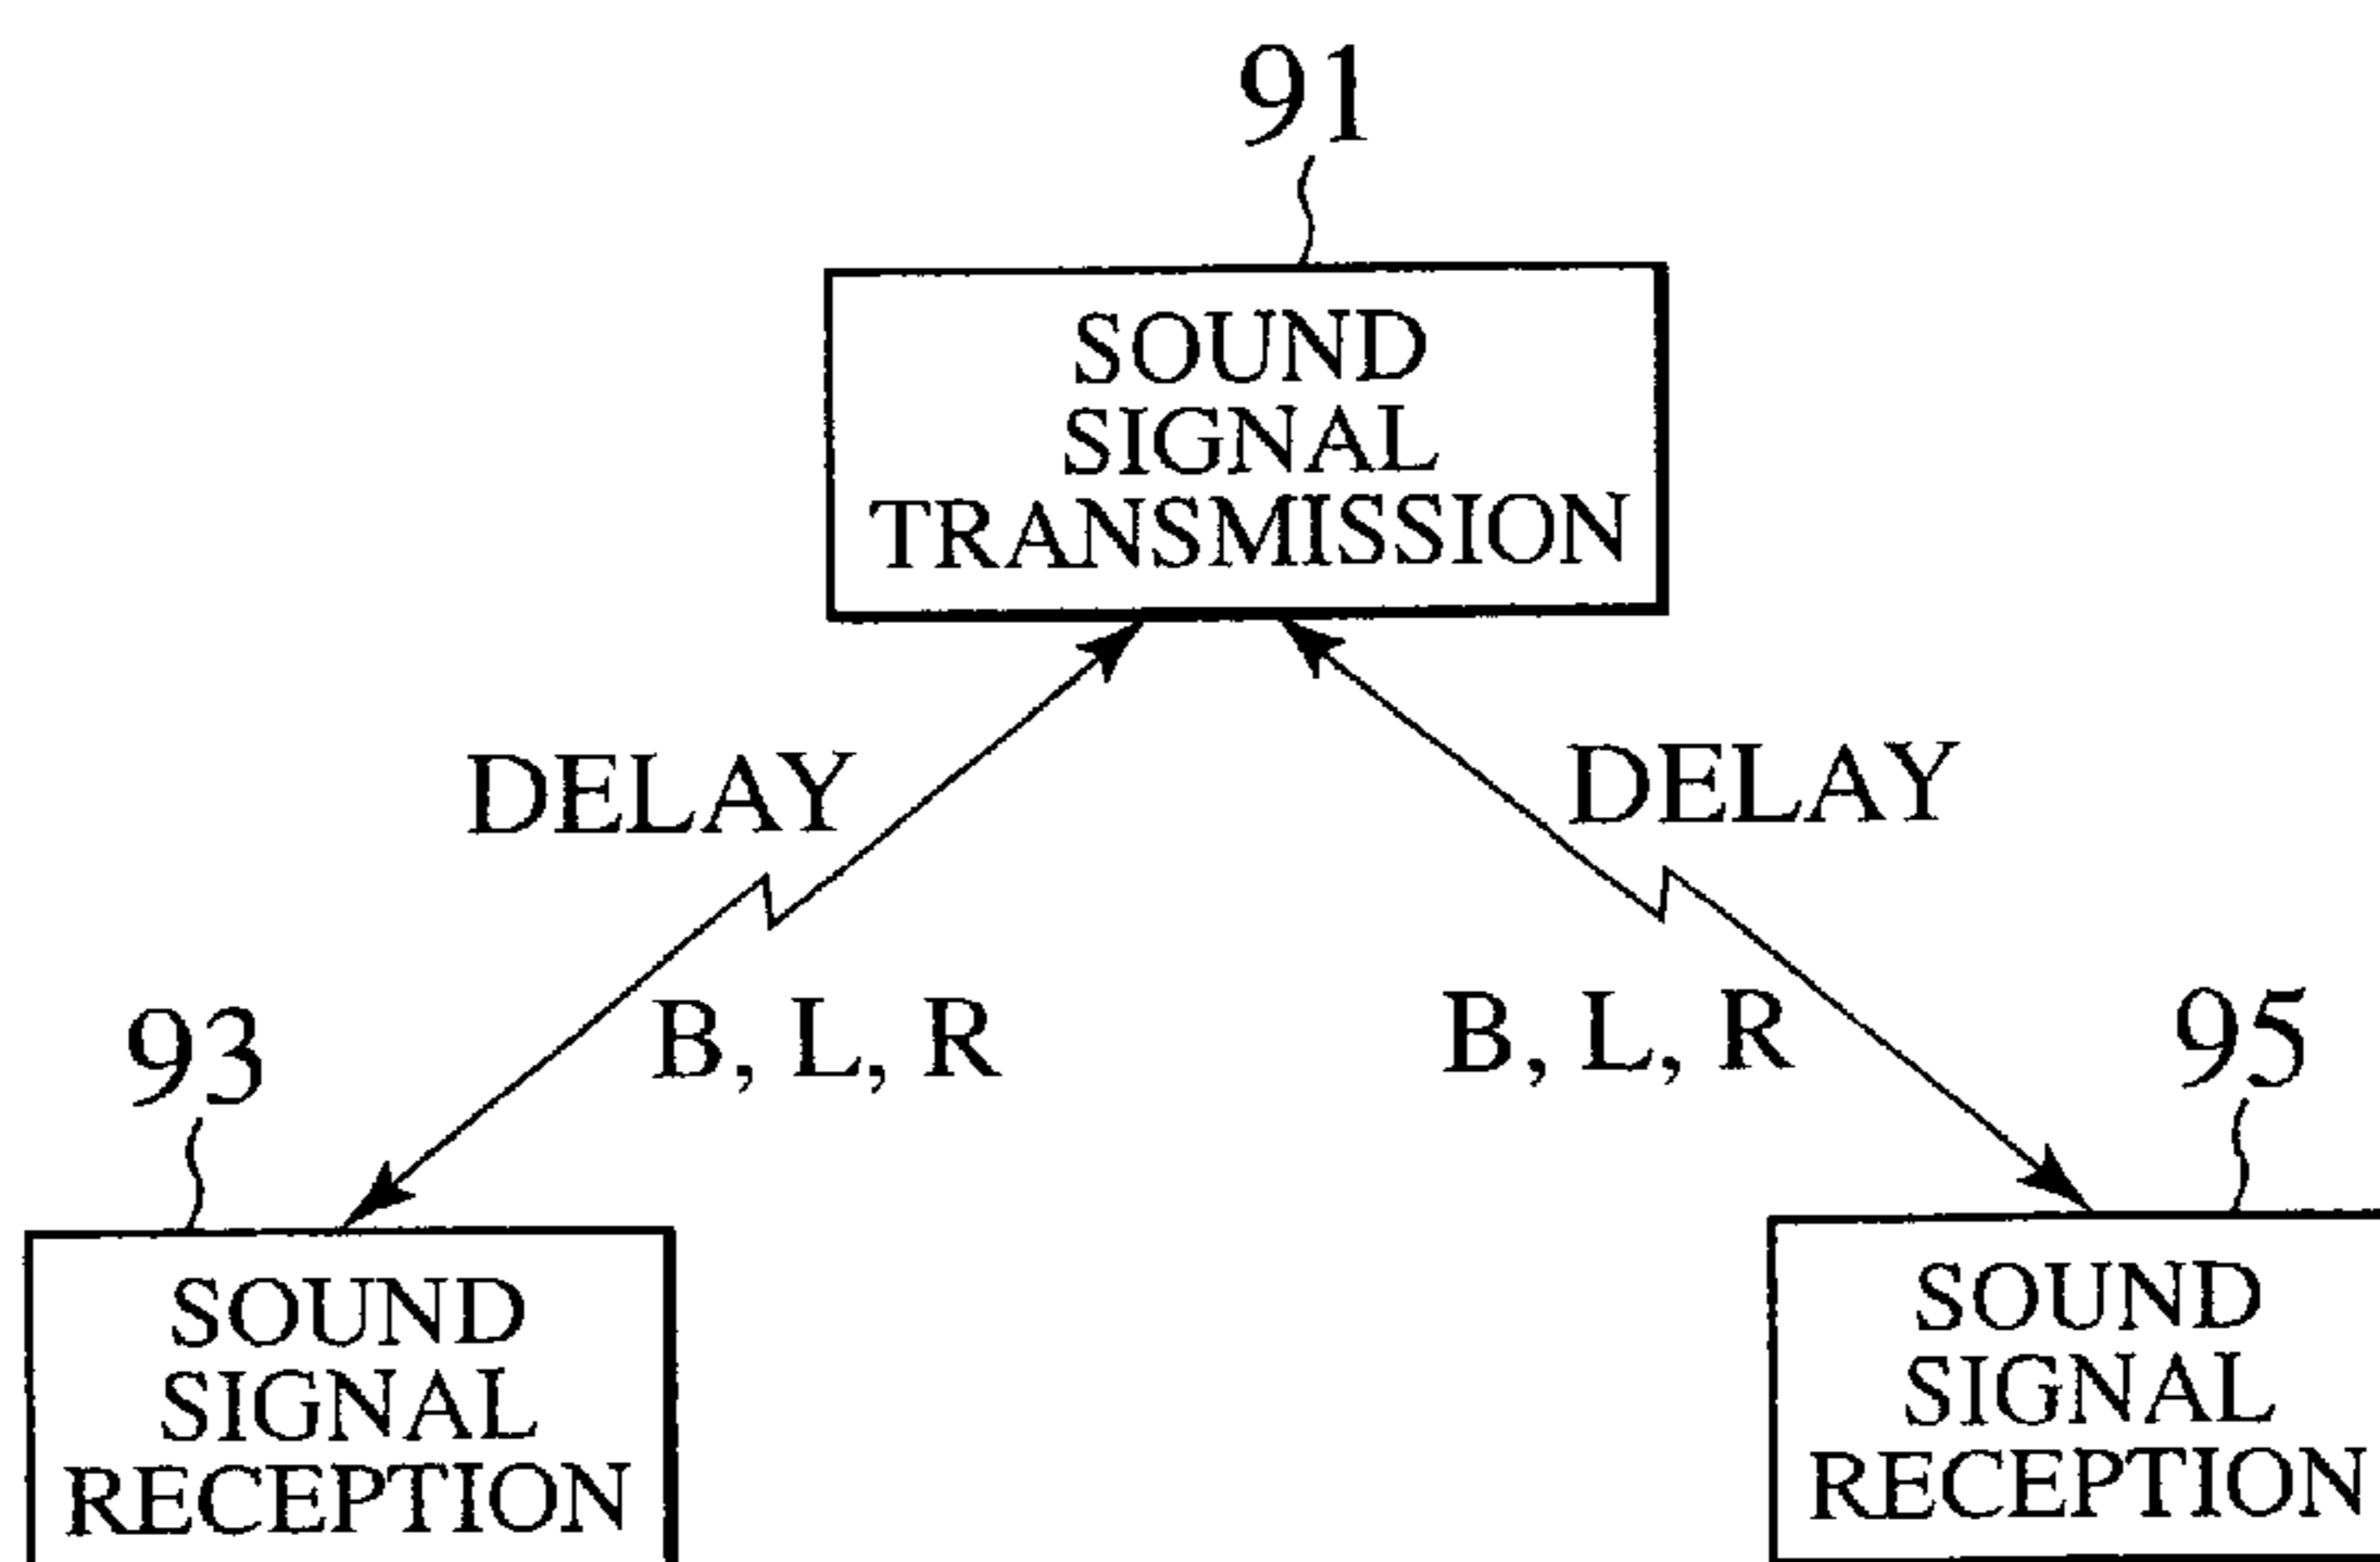 91
SOUND
SIGNAL
TRANSMISSION
DELAY
DELAY
B, L, R
B, L, R
93
95
SOUND
SIGNAL
RECEPTION
SOUND
SIGNAL
RECEPTION